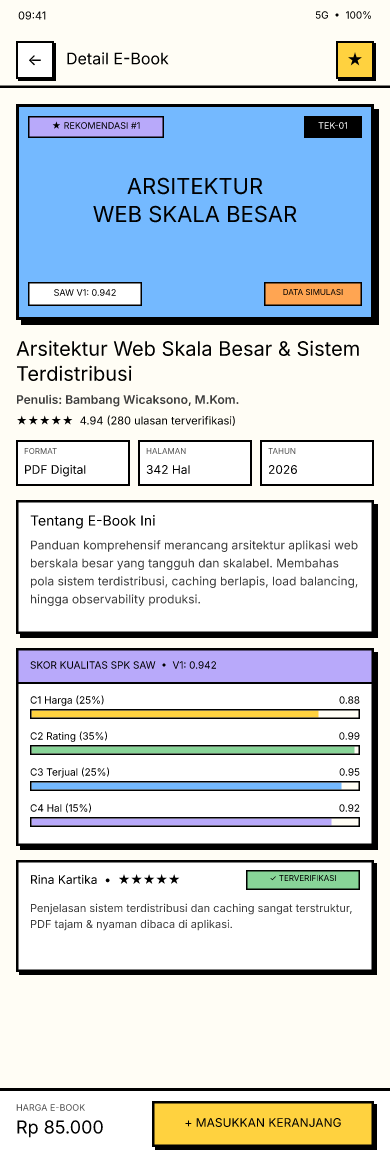 09:41
5G • 100%
← Detail E-Book
★
★ REKOMENDASI #1
TEK-01
ARSITEKTUR
WEB SKALA BESAR
SAW V1: 0.942
DATA SIMULASI
Arsitektur Web Skala Besar & Sistem
Terdistribusi
Penulis: Bambang Wicaksono, M.Kom.
★★★★★ 4.94 (280 ulasan terverifikasi)
FORMAT
PDF Digital
HALAMAN
342 Hal
TAHUN
2026
Tentang E-Book Ini
Panduan komprehensif merancang arsitektur aplikasi web
berskala besar yang tangguh dan skalabel. Membahas
pola sistem terdistribusi, caching berlapis, load balancing,
hingga observability produksi.
SKOR KUALITAS SPK SAW • V1: 0.942
C1 Harga (25%) 0.88
C2 Rating (35%) 0.99
C3 Terjual (25%) 0.95
C4 Hal (15%) 0.92
Rina Kartika • ★★★★★
✓ TERVERIFIKASI
Penjelasan sistem terdistribusi dan caching sangat terstruktur,
PDF tajam & nyaman dibaca di aplikasi.
HARGA E-BOOK
Rp 85.000
+ MASUKKAN KERANJANG